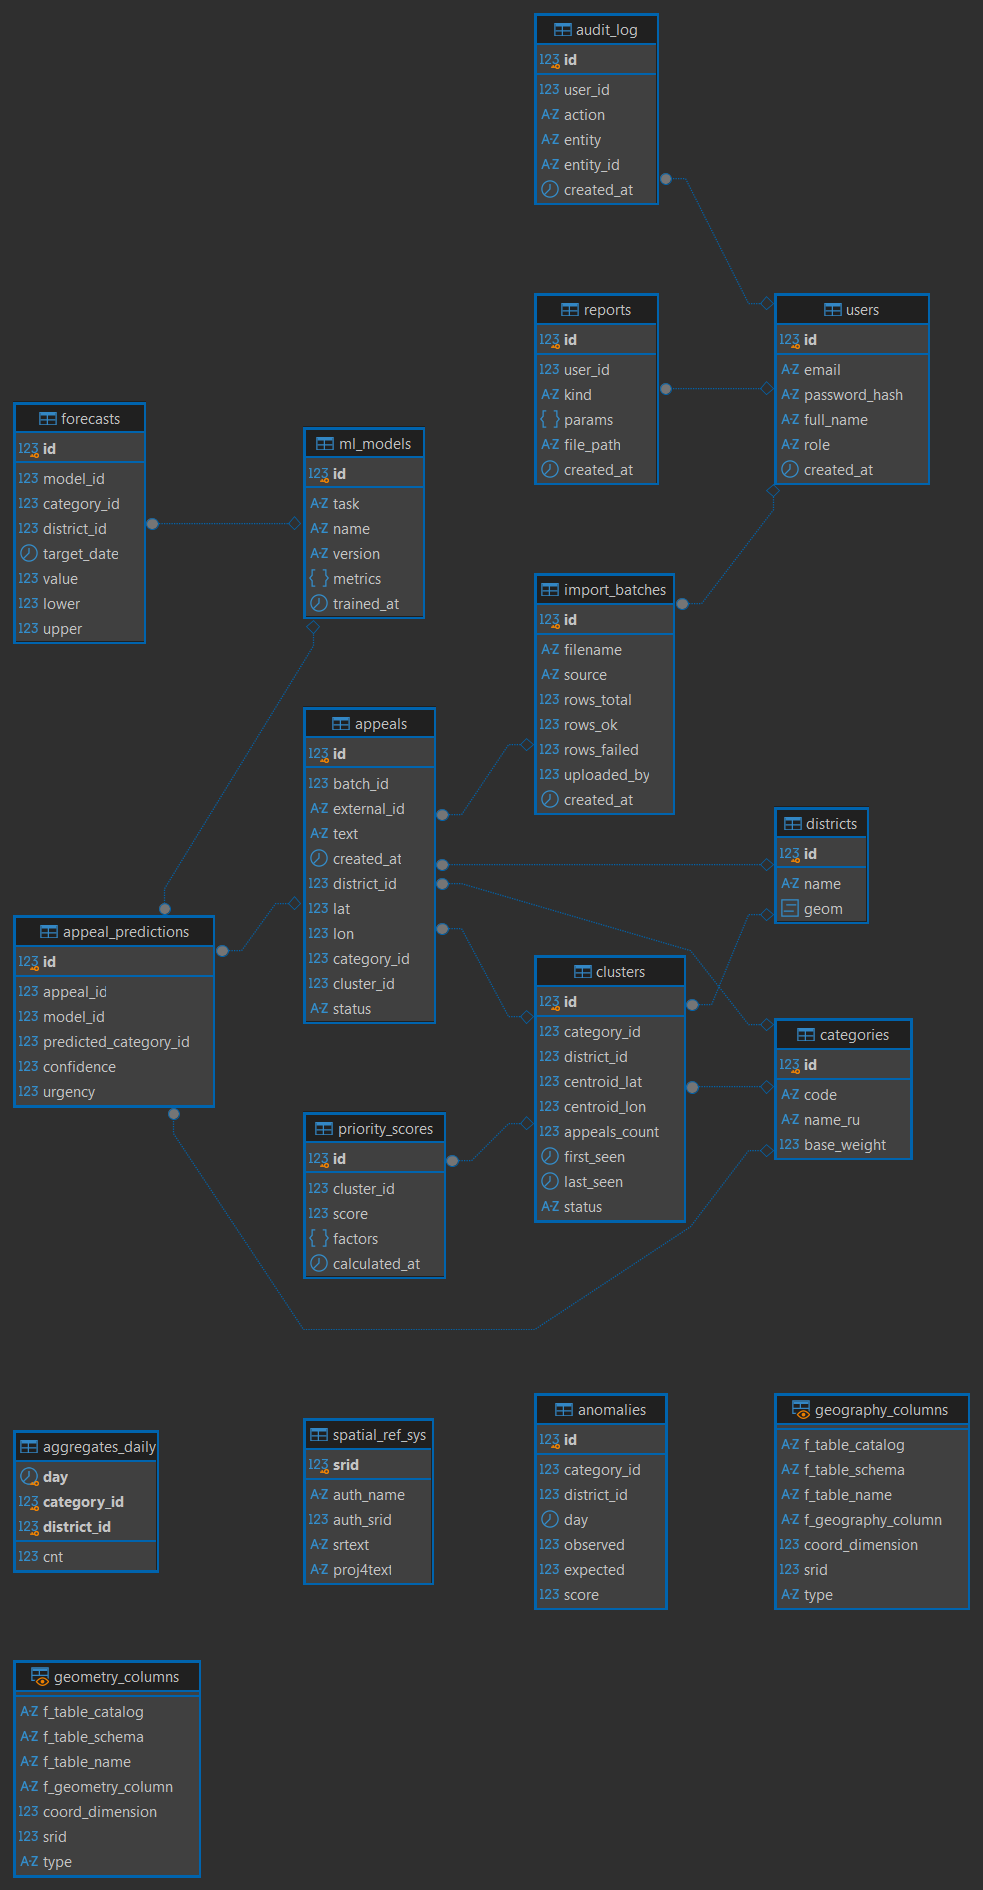 audit_log
id
user_id
action
entity
entity_id
created_at
reports
id
user_id
kind
params
file_path
created_at
users
id
email
password_hash
full_name
role
created_at
forecasts
id
model_id
category_id
district_id
target_date
value
lower
upper
ml_models
id
task
name
version
metrics
trained_at
import_batches
id
filename
source
rows_total
rows_ok
rows_failed
uploaded_by
created_at
appeals
id
batch_id
external_id
text
created_at
district_id
lat
lon
category_id
cluster_id
status
districts
id
name
geom
appeal_predictions
id
appeal_id
model_id
predicted_category_id
confidence
urgency
clusters
id
category_id
district_id
centroid_lat
centroid_lon
appeals_count
first_seen
last_seen
status
categories
id
code
name_ru
base_weight
priority_scores
id
cluster_id
score
factors
calculated_at
aggregates_daily
day
category_id
district_id
cnt
spatial_ref_sys
srid
auth_name
auth_srid
srtext
proj4text
anomalies
id
category_id
district_id
day
observed
expected
score
geography_columns
f_table_catalog
f_table_schema
f_table_name
f_geography_column
coord_dimension
srid
type
geometry_columns
f_table_catalog
f_table_schema
f_table_name
f_geometry_column
coord_dimension
srid
type